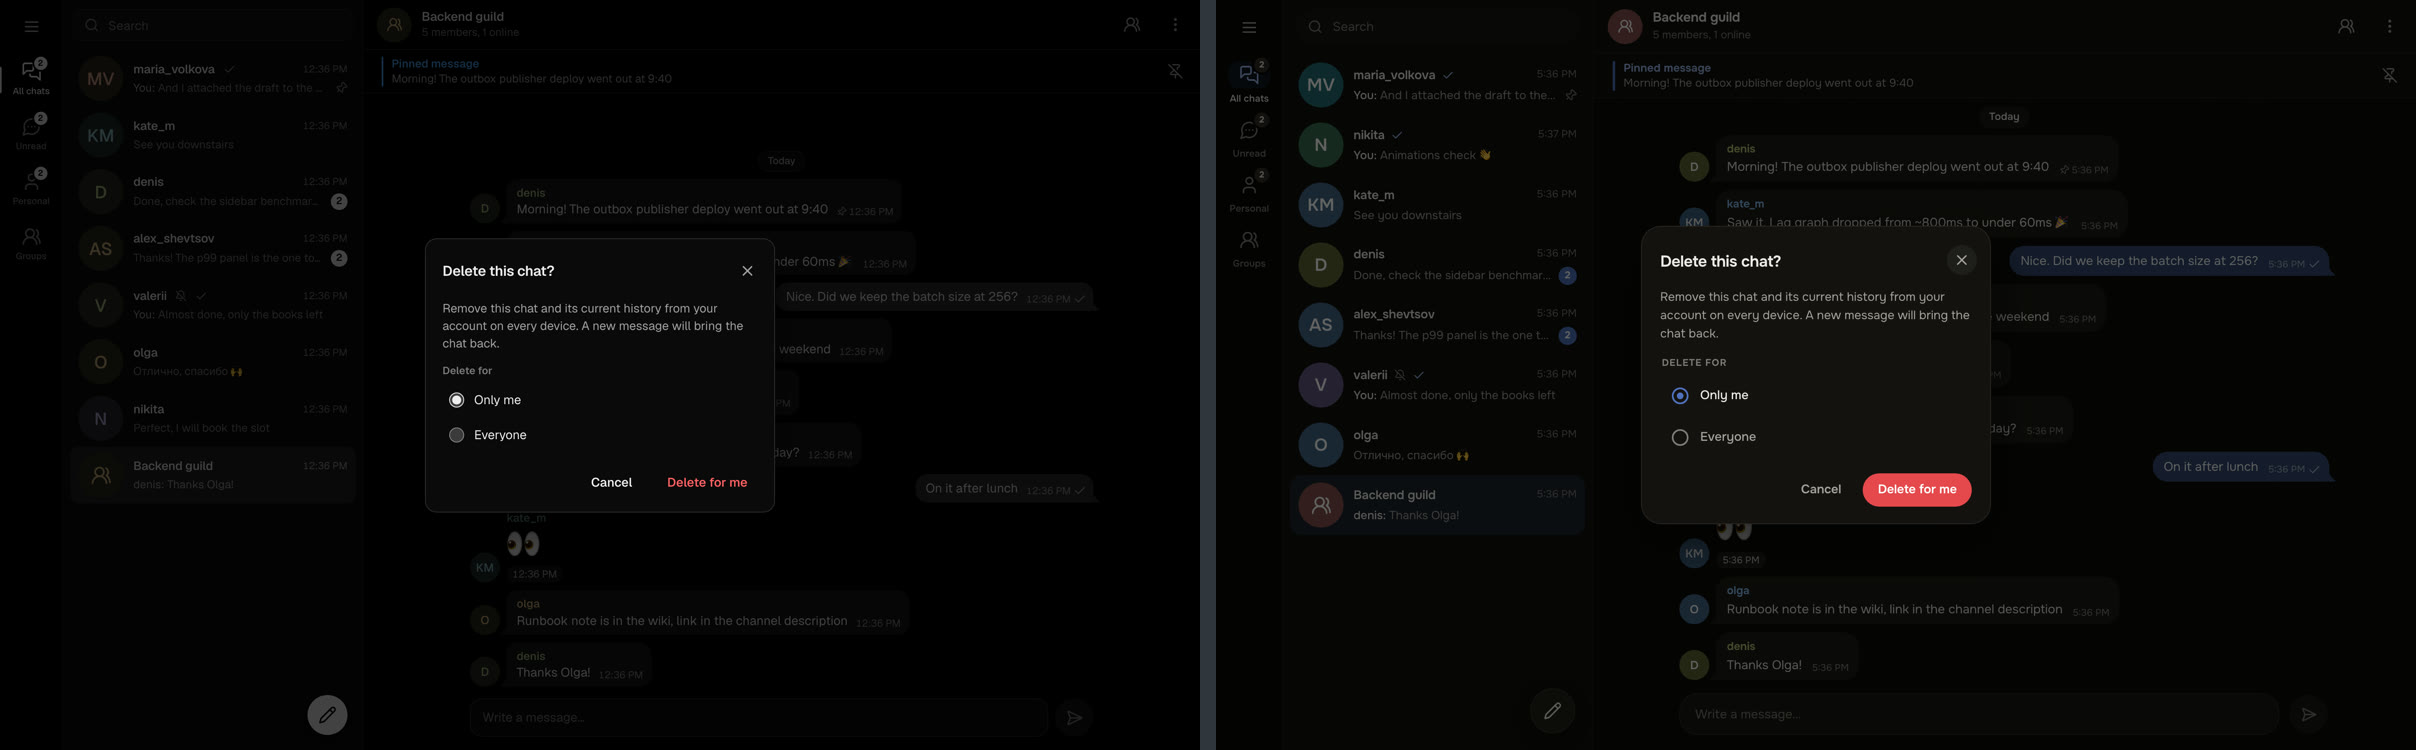 Search
2
All chats
2
Unread
2
Personal
Groups
MV
maria_volkova
12:36 PM
You: And I attached the draft to the ...
KM
kate_m
12:36 PM
See you downstairs
D
denis
12:36 PM
Done, check the sidebar benchmar...
2
AS
alex_shevtsov
12:36 PM
Thanks! The p99 panel is the one to...
2
V
valerii
12:36 PM
You: Almost done, only the books left
O
olga
12:36 PM
Отлично, спасибо 🙌
N
nikita
12:36 PM
Perfect, I will book the slot
Backend guild
12:36 PM
denis: Thanks Olga!
Backend guild
5 members, 1 online
Pinned message
Morning! The outbox publisher deploy went out at 9:40
Today
denis
D
Morning! The outbox publisher deploy went out at 9:40 12:36 PM
nder 60ms 🎉 12:36 PM
Nice. Did we keep the batch size at 256? 12:36 PM
weekend 12:36 PM
PM
day? 12:36 PM
On it after lunch 12:36 PM
kate_m
👀
KM
12:36 PM
olga
O
Runbook note is in the wiki, link in the channel description 12:36 PM
denis
D
Thanks Olga! 12:36 PM
Write a message...
Delete this chat?
Remove this chat and its current history from your
account on every device. A new message will bring the
chat back.
Delete for
Only me
Everyone
Cancel
Delete for me
Search
2
All chats
2
Unread
2
Personal
Groups
MV
maria_volkova
5:36 PM
You: And I attached the draft to the...
N
nikita
5:37 PM
You: Animations check 👋
KM
kate_m
5:36 PM
See you downstairs
D
denis
5:36 PM
Done, check the sidebar benchmar...
2
AS
alex_shevtsov
5:36 PM
Thanks! The p99 panel is the one t...
2
V
valerii
5:36 PM
You: Almost done, only the books left
O
olga
5:36 PM
Отлично, спасибо 🙌
Backend guild
5:36 PM
denis: Thanks Olga!
Backend guild
5 members, 1 online
Pinned message
Morning! The outbox publisher deploy went out at 9:40
Today
denis
D
Morning! The outbox publisher deploy went out at 9:40 5:36 PM
kate_m
KM
Saw it. Lag graph dropped from ~800ms to under 60ms 🎉 5:36 PM
Nice. Did we keep the batch size at 256? 5:36 PM
weekend 5:36 PM
PM
day? 5:36 PM
On it after lunch 5:36 PM
👀
KM
5:36 PM
olga
O
Runbook note is in the wiki, link in the channel description 5:36 PM
denis
D
Thanks Olga! 5:36 PM
Write a message...
Delete this chat?
Remove this chat and its current history from your
account on every device. A new message will bring the
chat back.
DELETE FOR
Only me
Everyone
Cancel
Delete for me